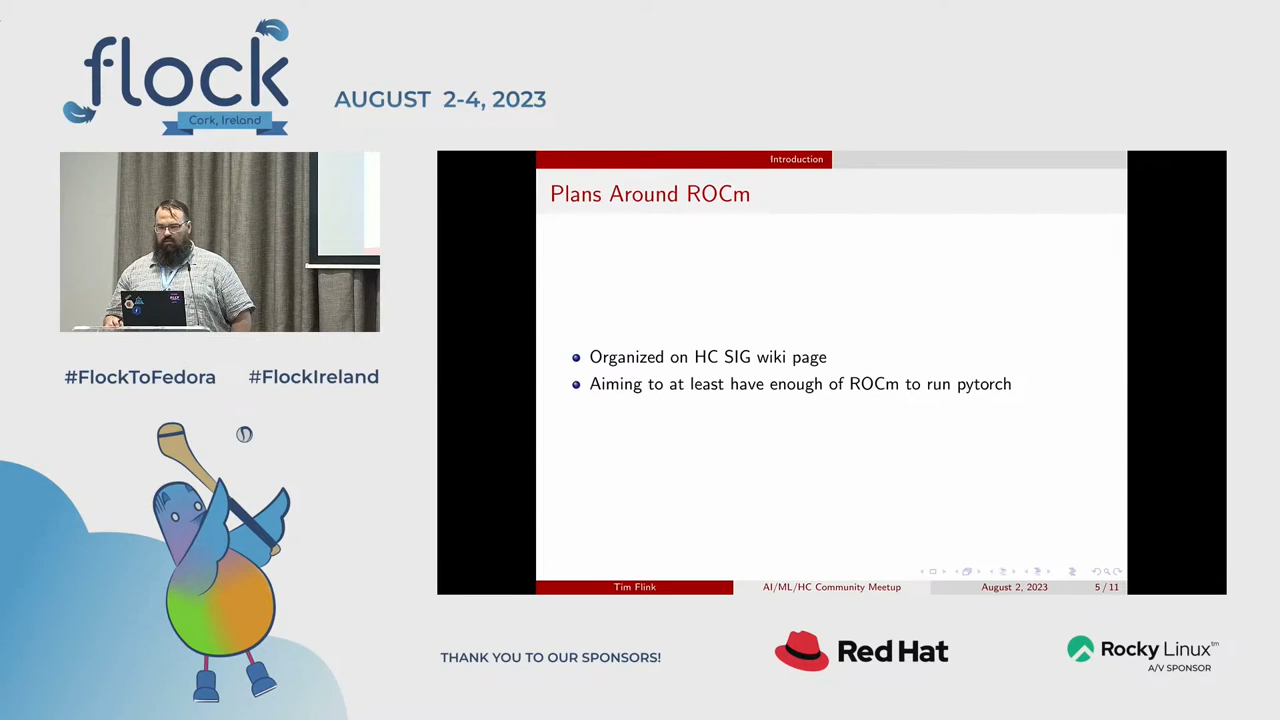 flock
Cork, Ireland
AUGUST 2-4, 2023
Introduction
Plans Around ROCm
Organized on HC SIG wiki page
Aiming to at least have enough of ROCm to run pytorch
Tim Flink
AI/ML/HC Community Meetup
August 2, 2023
5 / 11
#FlockToFedora #FlockIreland
THANK YOU TO OUR SPONSORS!
Red Hat
Rocky Linux™
A/V SPONSOR